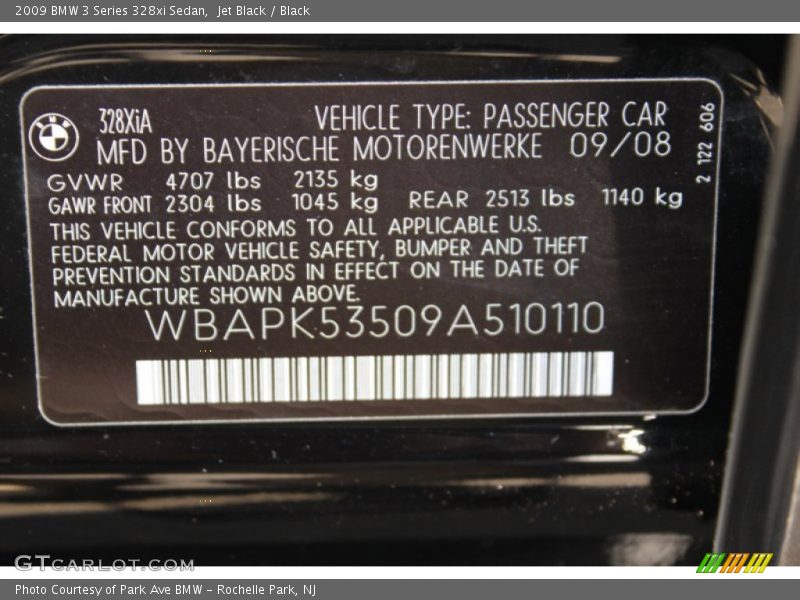 2009 BMW 3 Series 328xi Sedan, Jet Black / Black
328XiA
VEHICLE TYPE: PASSENGER CAR
MFD BY BAYERISCHE MOTORENWERKE 09/08
GVWR 4707 lbs 2135 kg
GAWR FRONT 2304 lbs 1045 kg REAR 2513 lbs 1140 kg
THIS VEHICLE CONFORMS TO ALL APPLICABLE U.S.
FEDERAL MOTOR VEHICLE SAFETY, BUMPER AND THEFT
PREVENTION STANDARDS IN EFFECT ON THE DATE OF
MANUFACTURE SHOWN ABOVE.
WBAPK53509A510110
2 122 606
GTCARLOT.COM
Photo Courtesy of Park Ave BMW - Rochelle Park, NJ